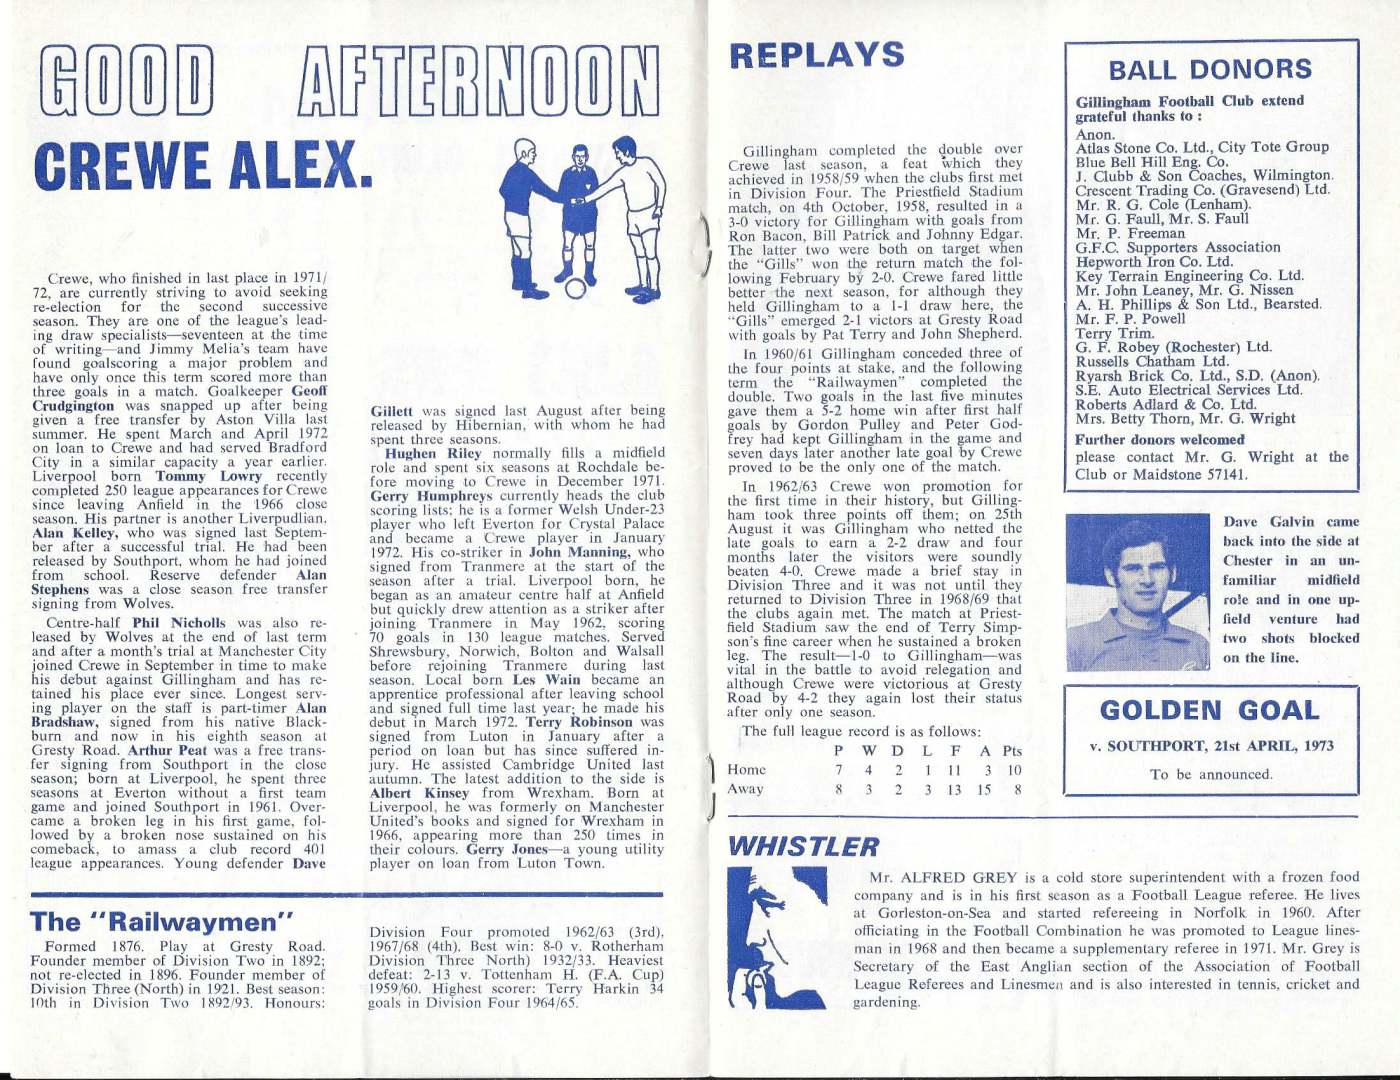 GOOD AFTERNOON
CREWE ALEX.
Crewe, who finished in last place in 1971/
72, are currently striving to avoid seeking
re-election for the second successive
season. They are one of the league's lead-
ing draw specialists—seventeen at the time
of writing—and Jimmy Melia's team have
found goalscoring a major problem and
have only once this term scored more than
three goals in a match. Goalkeeper Geoff
Crudgington was snapped up after being
given a free transfer by Aston Villa last
summer. He spent March and April 1972
on loan to Crewe and had served Bradford
City in a similar capacity a year earlier.
Liverpool born Tommy Lowry recently
completed 250 league appearances for Crewe
since leaving Anfield in the 1966 close
season. His partner is another Liverpudlian,
Alan Kelley, who was signed last Septem-
ber after a successful trial. He had been
released by Southport, whom he had joined
from school. Reserve defender Alan
Stephens was a close season free transfer
signing from Wolves.
Centre-half Phil Nicholls was also re-
leased by Wolves at the end of last term
and after a month's trial at Manchester City
joined Crewe in September in time to make
his debut against Gillingham and has re-
tained his place ever since. Longest serv-
ing player on the staff is part-timer Alan
Bradshaw, signed from his native Black-
burn and now in his eighth season at
Gresty Road. Arthur Peat was a free trans-
fer signing from Southport in the close
season; born at Liverpool, he spent three
seasons at Everton without a first team
game and joined Southport in 1961. Over-
came a broken leg in his first game, fol-
lowed by a broken nose sustained on his
comeback, to amass a club record 401
league appearances. Young defender Dave
Gillett was signed last August after being
released by Hibernian, with whom he had
spent three seasons.
Hughen Riley normally fills a midfield
role and spent six seasons at Rochdale be-
fore moving to Crewe in December 1971.
Gerry Humphreys currently heads the club
scoring lists; he is a former Welsh Under-23
player who left Everton for Crystal Palace
and became a Crewe player in January
1972. His co-striker in John Manning, who
signed from Tranmere at the start of the
season after a trial. Liverpool born, he
began as an amateur centre half at Anfield
but quickly drew attention as a striker after
joining Tranmere in May 1962, scoring
70 goals in 130 league matches. Served
Shrewsbury, Norwich, Bolton and Walsall
before rejoining Tranmere during last
season. Local born Les Wain became an
apprentice professional after leaving school
and signed full time last year; he made his
debut in March 1972. Terry Robinson was
signed from Luton in January after a
period on loan but has since suffered in-
jury. He assisted Cambridge United last
autumn. The latest addition to the side is
Albert Kinsey from Wrexham. Born at
Liverpool, he was formerly on Manchester
United's books and signed for Wrexham in
1966, appearing more than 250 times in
their colours. Gerry Jones—a young utility
player on loan from Luton Town.
The "Railwaymen"
Formed 1876. Play at Gresty Road.
Founder member of Division Two in 1892;
not re-elected in 1896. Founder member of
Division Three (North) in 1921. Best season:
10th in Division Two 1892/93. Honours:
Division Four promoted 1962/63 (3rd),
1967/68 (4th). Best win: 8-0 v. Rotherham
Division Three North) 1932/33. Heaviest
defeat: 2-13 v. Tottenham H. (F.A. Cup)
1959/60. Highest scorer: Terry Harkin 34
goals in Division Four 1964/65.
REPLAYS
Gillingham completed the double over
Crewe last season, a feat which they
achieved in 1958/59 when the clubs first met
in Division Four. The Priestfield Stadium
match, on 4th October, 1958, resulted in a
3-0 victory for Gillingham with goals from
Ron Bacon, Bill Patrick and Johnny Edgar.
The latter two were both on target when
the "Gills" won the return match the fol-
lowing February by 2-0. Crewe fared little
better the next season, for although they
held Gillingham to a 1-1 draw here, the
"Gills" emerged 2-1 victors at Gresty Road
with goals by Pat Terry and John Shepherd.
In 1960/61 Gillingham conceded three of
the four points at stake, and the following
term the "Railwaymen" completed the
double. Two goals in the last five minutes
gave them a 5-2 home win after first half
goals by Gordon Pulley and Peter God-
frey had kept Gillingham in the game and
seven days later another late goal by Crewe
proved to be the only one of the match.
In 1962/63 Crewe won promotion for
the first time in their history, but Gilling-
ham took three points off them; on 25th
August it was Gillingham who netted the
late goals to earn a 2-2 draw and four
months later the visitors were soundly
beaten 4-0. Crewe made a brief stay in
Division Three and it was not until they
returned to Division Three in 1968/69 that
the clubs again met. The match at Priest-
field Stadium saw the end of Terry Simp-
son's fine career when he sustained a broken
leg. The result—1-0 to Gillingham—was
vital in the battle to avoid relegation and
although Crewe were victorious at Gresty
Road by 4-2 they again lost their status
after only one season.
The full league record is as follows:
P W D L F A Pts
Home 7 4 2 1 11 3 10
Away 8 3 2 3 13 15 8
BALL DONORS
Gillingham Football Club extend
grateful thanks to :
Anon.
Atlas Stone Co. Ltd., City Tote Group
Blue Bell Hill Eng. Co.
J. Clubb & Son Coaches, Wilmington.
Crescent Trading Co. (Gravesend) Ltd.
Mr. R. G. Cole (Lenham).
Mr. G. Faull, Mr. S. Faull
Mr. P. Freeman
G.F.C. Supporters Association
Hepworth Iron Co. Ltd.
Key Terrain Engineering Co. Ltd.
Mr. John Leaney, Mr. G. Nissen
A. H. Phillips & Son Ltd., Bearsted.
Mr. F. P. Powell
Terry Trim.
G. F. Robey (Rochester) Ltd.
Russells Chatham Ltd.
Ryarsh Brick Co. Ltd., S.D. (Anon).
S.E. Auto Electrical Services Ltd.
Roberts Adlard & Co. Ltd.
Mrs. Betty Thorn, Mr. G. Wright
Further donors welcomed
please contact Mr. G. Wright at the
Club or Maidstone 57141.
Dave Galvin came
back into the side at
Chester in an un-
familiar midfield
role and in one up-
field venture had
two shots blocked
on the line.
GOLDEN GOAL
v. SOUTHPORT, 21st APRIL, 1973
To be announced.
WHISTLER
Mr. ALFRED GREY is a cold store superintendent with a frozen food
company and is in his first season as a Football League referee. He lives
at Gorleston-on-Sea and started refereeing in Norfolk in 1960. After
officiating in the Football Combination he was promoted to League lines-
man in 1968 and then became a supplementary referee in 1971. Mr. Grey is
Secretary of the East Anglian section of the Association of Football
League Referees and Linesmen and is also interested in tennis, cricket and
gardening.